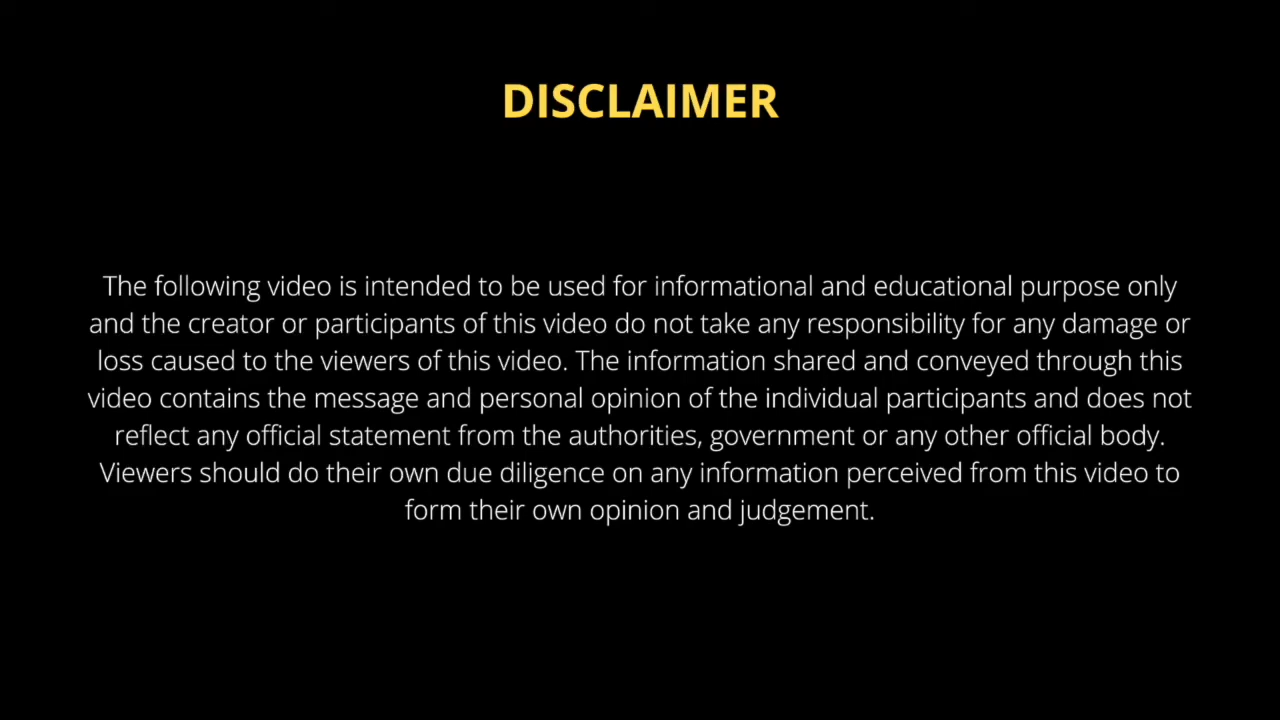 DISCLAIMER
The following video is intended to be used for informational and educational purpose only
and the creator or participants of this video do not take any responsibility for any damage or
loss caused to the viewers of this video. The information shared and conveyed through this
video contains the message and personal opinion of the individual participants and does not
reflect any official statement from the authorities, government or any other official body.
Viewers should do their own due diligence on any information perceived from this video to
form their own opinion and judgement.